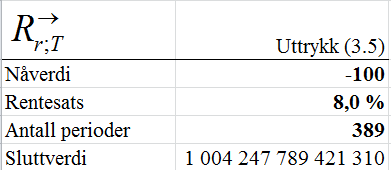 R→r;T Uttrykk (3.5)
Nåverdi -100
Rentesats 8,0 %
Antall perioder 389
Sluttverdi 1 004 247 789 421 310